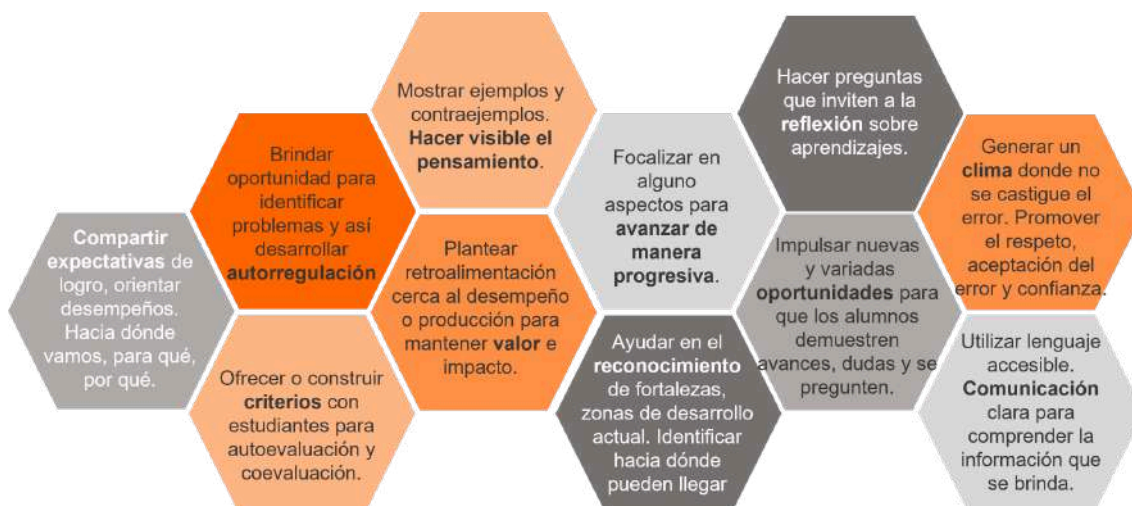 Compartir
expectativas de
logro, orientar
desempeños.
Hacia dónde
vamos, para qué,
por qué.
Brindar
oportunidad para
identificar
problemas y así
desarrollar
autorregulación
Ofrecer o construir
criterios con
estudiantes para
autoevaluación y
coevaluación.
Mostrar ejemplos y
contraejemplos.
Hacer visible el
pensamiento.
Plantear
retroalimentación
cerca al desempeño
o producción para
mantener valor e
impacto.
Focalizar en
alguno
aspectos para
avanzar de
manera
progresiva.
Ayudar en el
reconocimiento
de fortalezas,
zonas de desarrollo
actual. Identificar
hacia dónde
pueden llegar
Hacer preguntas
que inviten a la
reflexión sobre
aprendizajes.
Impulsar nuevas
y variadas
oportunidades para
que los alumnos
demuestren
avances, dudas y se
pregunten.
Generar un
clima donde no
se castigue el
error. Promover
el respeto,
aceptación del
error y confianza.
Utilizar lenguaje
accesible.
Comunicación
clara para
comprender la
información que
se brinda.